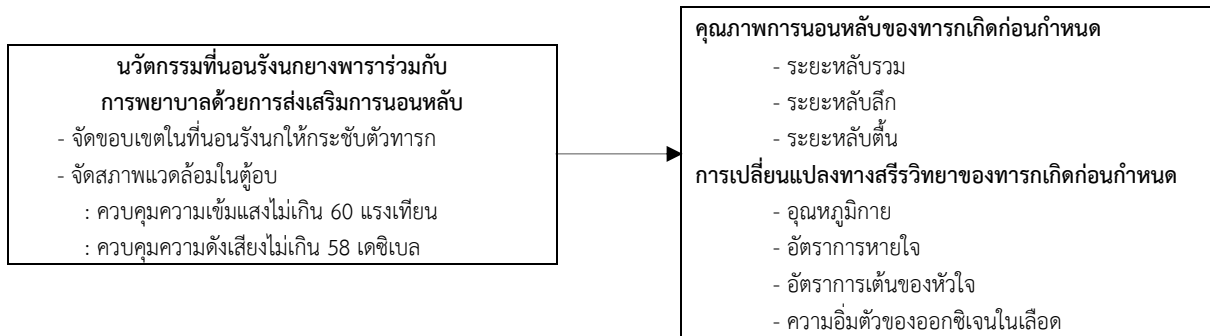 นวัตกรรมที่นอนรังนกยางพาราร่วมกับ
การพยาบาลด้วยการส่งเสริมการนอนหลับ
- จัดขอบเขตในที่นอนรังนกให้กระชับตัวทารก
- จัดสภาพแวดล้อมในตู้อบ
: ควบคุมความเข้มแสงไม่เกิน 60 แรงเทียน
: ควบคุมความดังเสียงไม่เกิน 58 เดซิเบล
คุณภาพการนอนหลับของทารกเกิดก่อนกำหนด
- ระยะหลับรวม
- ระยะหลับลึก
- ระยะหลับตื้น
การเปลี่ยนแปลงทางสรีรวิทยาของทารกเกิดก่อนกำหนด
- อุณหภูมิกาย
- อัตราการหายใจ
- อัตราการเต้นของหัวใจ
- ความอิ่มตัวของออกซิเจนในเลือด